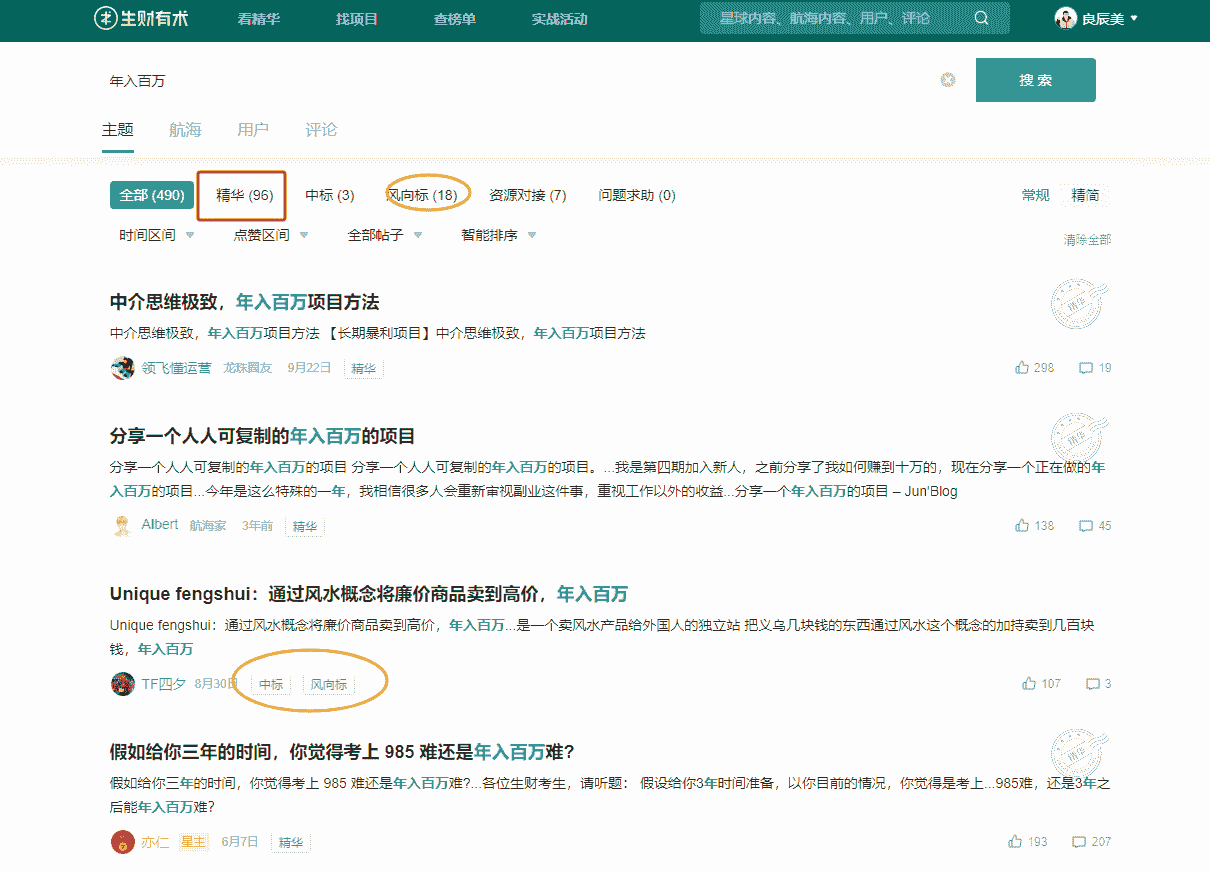 生财有术 看精华 找项目 查榜单 实战活动 星球内容、航海内容、用户、评论 良辰美
年入百万 搜 索
主题 航海 用户 评论
全部 (490) 精华 (96) 中标 (3) 风向标 (18) 资源对接 (7) 问题求助 (0) 常规 精简
时间区间 点赞区间 全部帖子 智能排序 清除全部
中介思维极致，年入百万项目方法
精华
中介思维极致，年入百万项目方法 【长期暴利项目】中介思维极致，年入百万项目方法
领飞懂运营 龙珠圈友 9月22日 精华 298 19
分享一个人人可复制的年入百万的项目
精华
分享一个人人可复制的年入百万的项目 分享一个人人可复制的年入百万的项目。...我是第四期加入新人，之前分享了我如何赚到十万的，现在分享一个正在做的年
入百万的项目...今年是这么特殊的一年，我相信很多人会重新审视副业这件事，重视工作以外的收益...分享一个年入百万的项目 – Jun'Blog
Albert 航海家 3年前 精华 138 45
Unique fengshui：通过风水概念将廉价商品卖到高价，年入百万
Unique fengshui：通过风水概念将廉价商品卖到高价，年入百万...是一个卖风水产品给外国人的独立站 把义乌几块钱的东西通过风水这个概念的加持卖到几百块
钱，年入百万
TF四夕 8月30日 中标 风向标 107 3
假如给你三年的时间，你觉得考上 985 难还是年入百万难?
精华
假如给你三年的时间，你觉得考上 985 难还是年入百万难?...各位生财考生，请听题： 假设给你3年时间准备，以你目前的情况，你觉得是考上...985难，还是3年之
后能年入百万难?
亦仁 星主 6月7日 精华 193 207